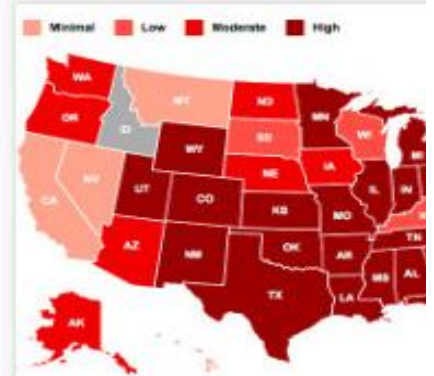 Minimal Low Moderate High
WA
MT
ND
MN
OR
ID
SD
WI
WY
MI
NE
IA
NV
UT
CO
IL
IN
CA
KS
MO
AZ
NM
OK
AR
TN
TX
MS
AL
LA
AK